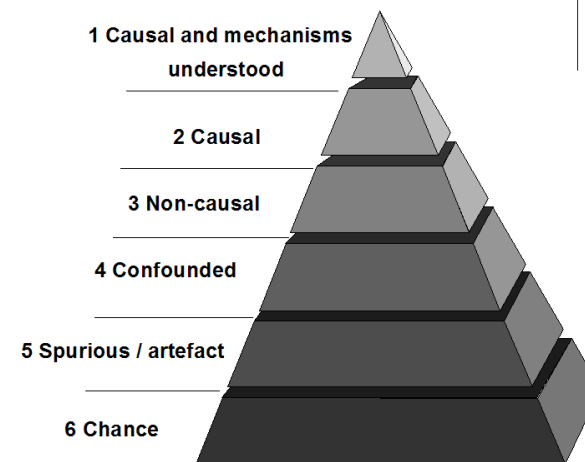 1 Causal and mechanisms
understood
2 Causal
3 Non-causal
4 Confounded
5 Spurious / artefact
6 Chance